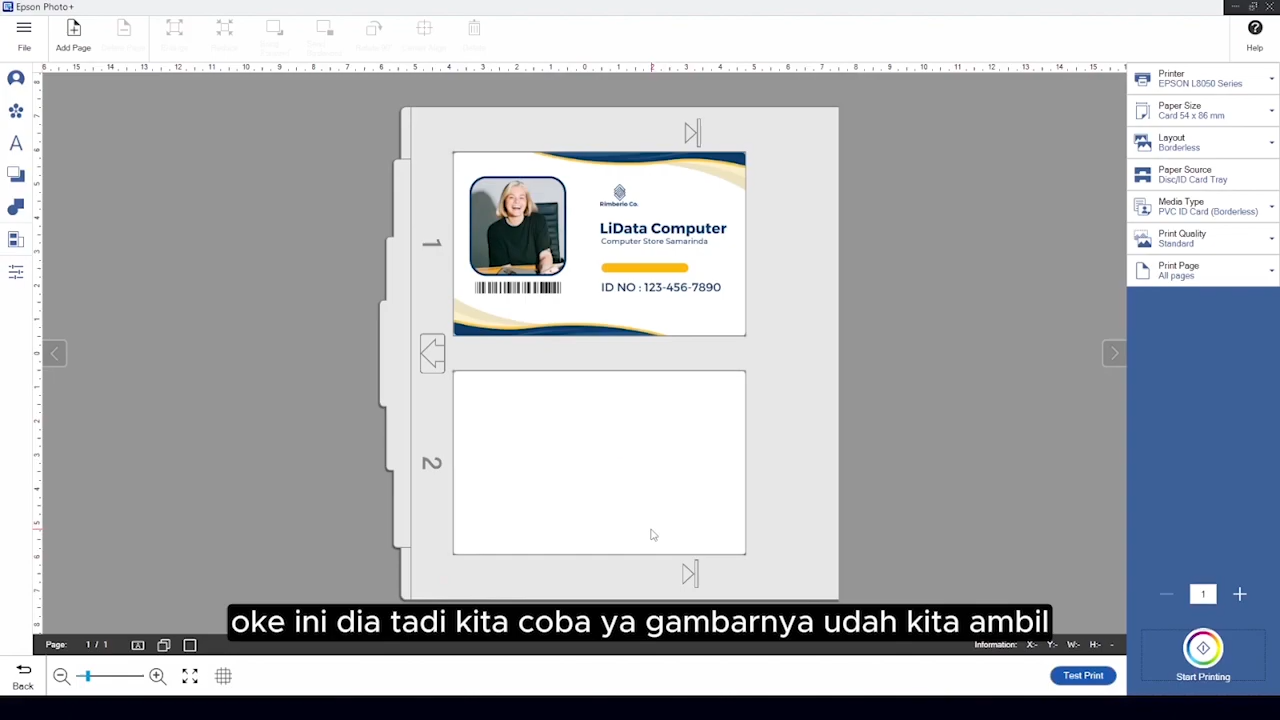 Epson Photo+
File
Add Page
Help
Printer
EPSON L8050 Series
Paper Size
Card 54 x 86 mm
Layout
Borderless
Paper Source
Disc/ID Card Tray
Media Type
PVC ID Card (Borderless)
Print Quality
Standard
Print Page
All pages
1
Rimberio Co.
LiData Computer
Computer Store Samarinda
ID NO : 123-456-7890
2
oke ini dia tadi kita coba ya gambarnya udah kita ambil
Page: 1 / 1
Information: X:- Y:- W:- H:- -
Back
Test Print
1
Start Printing